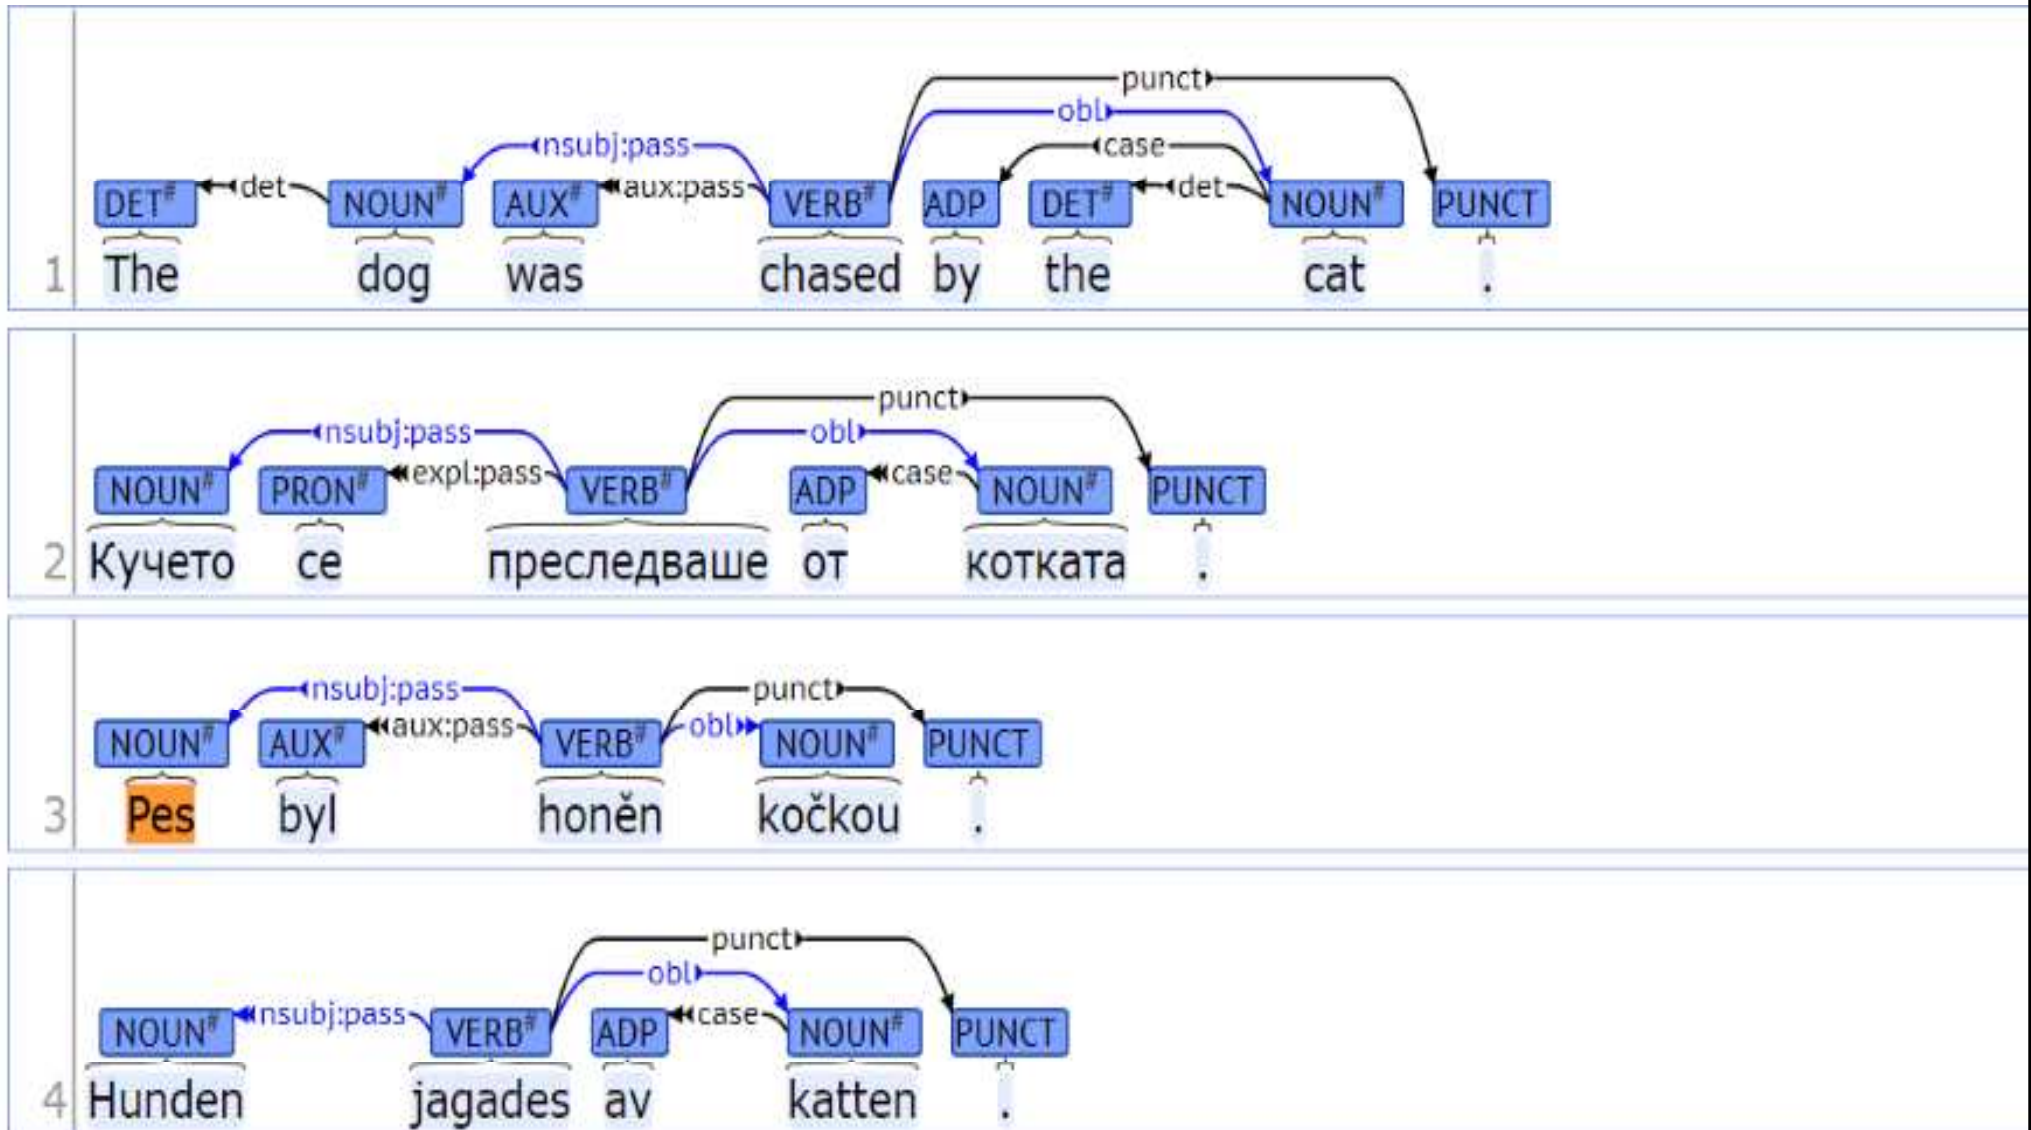 punct
obl
nsubj:pass case
det aux:pass det
DET# NOUN# AUX# VERB# ADP DET# NOUN# PUNCT
1 The dog was chased by the cat .
punct
nsubj:pass obl
expl:pass case
NOUN# PRON# VERB# ADP NOUN# PUNCT
2 Кучето се преследваше от котката .
nsubj:pass punct
aux:pass obl
NOUN# AUX# VERB# NOUN# PUNCT
3 Pes byl honěn kočkou .
punct
obl
nsubj:pass case
NOUN# VERB# ADP NOUN# PUNCT
4 Hunden jagades av katten .